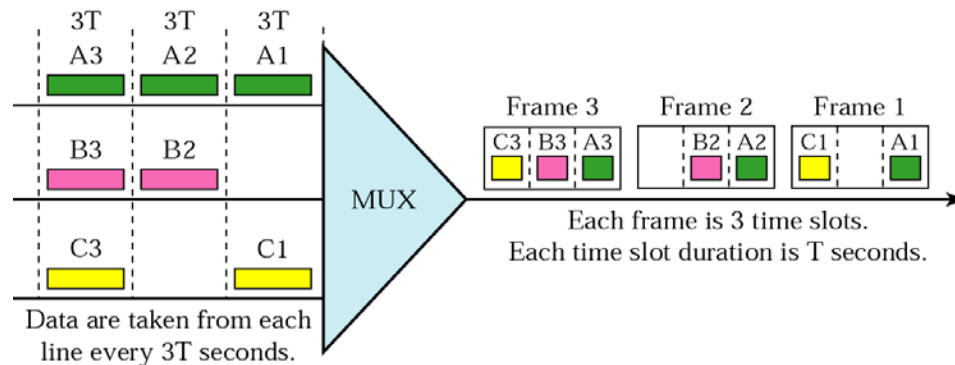 3T 3T 3T
A3 A2 A1
Frame 3 Frame 2 Frame 1
C3 B3 A3 B2 A2 C1 A1
B3 B2
MUX
Each frame is 3 time slots.
Each time slot duration is T seconds.
C3 C1
Data are taken from each
line every 3T seconds.